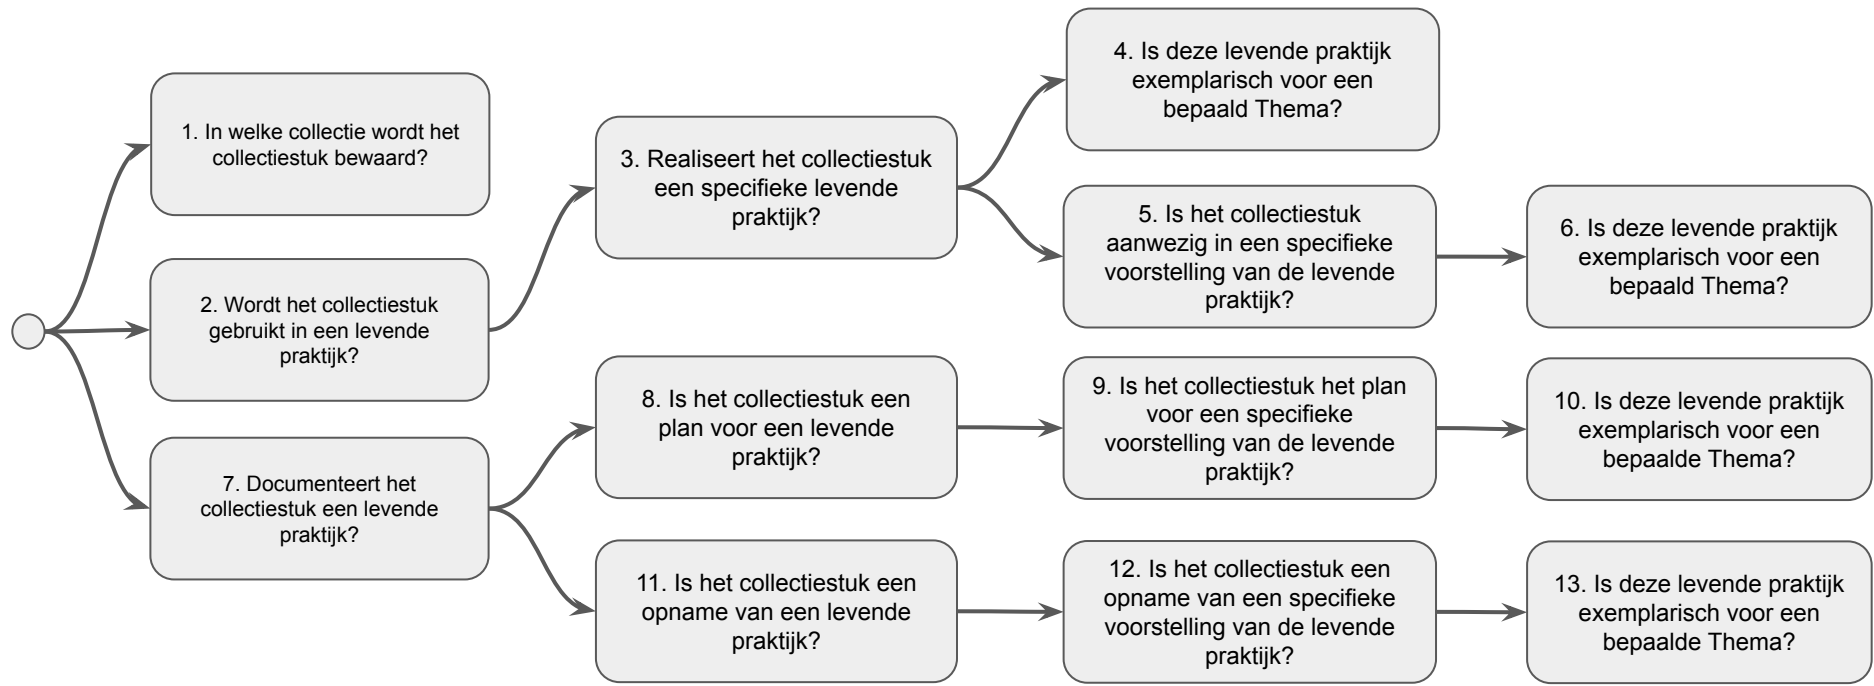 1. In welke collectie wordt het
collectiestuk bewaard?
2. Wordt het collectiestuk
gebruikt in een levende
praktijk?
3. Realiseert het collectiestuk
een specifieke levende
praktijk?
4. Is deze levende praktijk
exemplarisch voor een
bepaald Thema?
5. Is het collectiestuk
aanwezig in een specifieke
voorstelling van de levende
praktijk?
6. Is deze levende praktijk
exemplarisch voor een
bepaald Thema?
7. Documenteert het
collectiestuk een levende
praktijk?
8. Is het collectiestuk een
plan voor een levende
praktijk?
9. Is het collectiestuk het plan
voor een specifieke
voorstelling van de levende
praktijk?
10. Is deze levende praktijk
exemplarisch voor een
bepaalde Thema?
11. Is het collectiestuk een
opname van een levende
praktijk?
12. Is het collectiestuk een
opname van een specifieke
voorstelling van de levende
praktijk?
13. Is deze levende praktijk
exemplarisch voor een
bepaalde Thema?